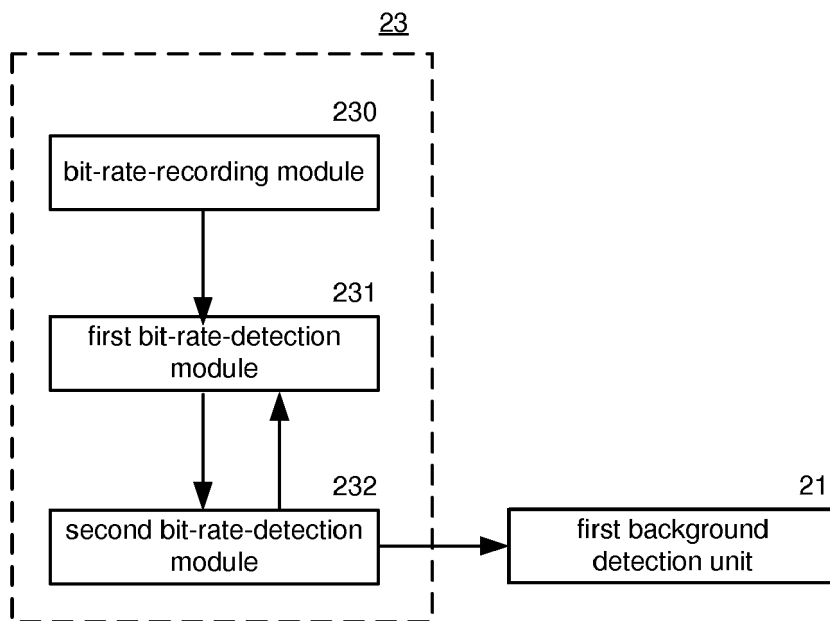 23
230
bit-rate-recording module
231
first bit-rate-detection
module
232
second bit-rate-detection
module
21
first background
detection unit